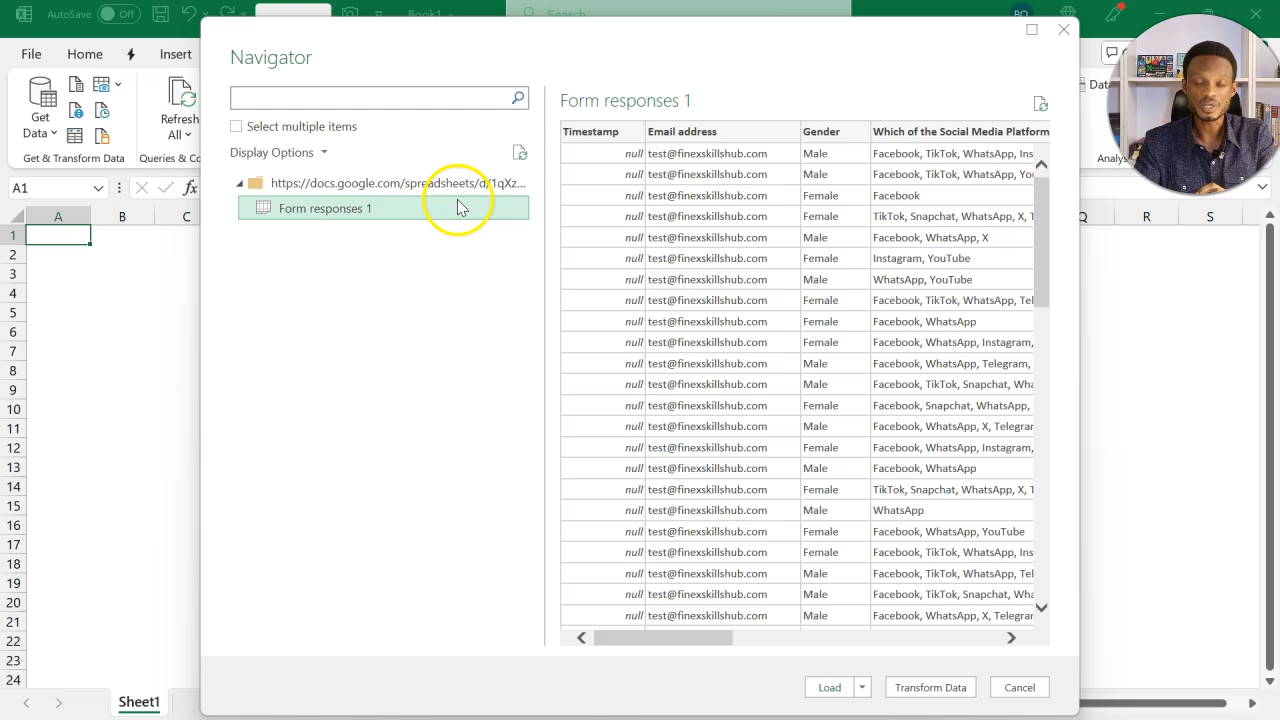 AutoSave Off Book1 Search BO
File Home Insert
Navigator
Get
Data
Refresh
All
Get & Transform Data
Queries & Co
Data
Analys
A1
fx
A B C Q R S
1
2
3
4
5
6
7
8
9
10
11
12
13
14
15
16
17
18
19
20
21
22
23
24
Select multiple items
Display Options
https://docs.google.com/spreadsheets/d/1qXz...
Form responses 1
Form responses 1
Timestamp Email address Gender Which of the Social Media Platform
null test@finexskillshub.com Male Facebook, TikTok, WhatsApp, Ins
null test@finexskillshub.com Male Facebook, TikTok, WhatsApp, You
null test@finexskillshub.com Female Facebook
null test@finexskillshub.com Female TikTok, Snapchat, WhatsApp, X, T
null test@finexskillshub.com Male Facebook, WhatsApp, X
null test@finexskillshub.com Female Instagram, YouTube
null test@finexskillshub.com Male WhatsApp, YouTube
null test@finexskillshub.com Female Facebook, TikTok, WhatsApp, Tel
null test@finexskillshub.com Female Facebook, WhatsApp
null test@finexskillshub.com Female Facebook, WhatsApp, Instagram,
null test@finexskillshub.com Male Facebook, WhatsApp, Telegram,
null test@finexskillshub.com Male Facebook, TikTok, Snapchat, Wha
null test@finexskillshub.com Female Facebook, Snapchat, WhatsApp,
null test@finexskillshub.com Male Facebook, WhatsApp, X, Telegran
null test@finexskillshub.com Female Facebook, WhatsApp, Instagram,
null test@finexskillshub.com Male Facebook, WhatsApp
null test@finexskillshub.com Female TikTok, Snapchat, WhatsApp, X, T
null test@finexskillshub.com Male WhatsApp
null test@finexskillshub.com Female Facebook, WhatsApp, YouTube
null test@finexskillshub.com Female Facebook, TikTok, WhatsApp, Ins
null test@finexskillshub.com Male Facebook, TikTok, WhatsApp, Tel
null test@finexskillshub.com Male Facebook, TikTok, Snapchat, Wha
null test@finexskillshub.com Male Facebook, WhatsApp, X, Telegran
Load Transform Data Cancel
Sheet1